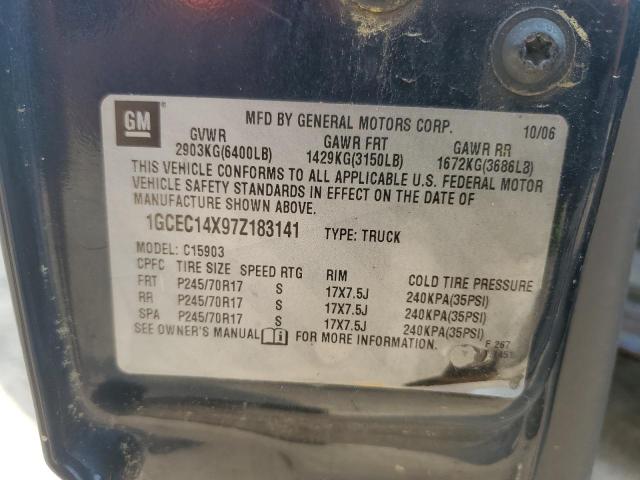 GM
MFD BY GENERAL MOTORS CORP. 10/06
GVWR GAWR FRT GAWR RR
2903KG(6400LB) 1429KG(3150LB) 1672KG(3686LB)
THIS VEHICLE CONFORMS TO ALL APPLICABLE U.S. FEDERAL MOTOR
VEHICLE SAFETY STANDARDS IN EFFECT ON THE DATE OF
MANUFACTURE SHOWN ABOVE.
1GCEC14X97Z183141 TYPE: TRUCK
MODEL: C15903
CPFC TIRE SIZE SPEED RTG RIM COLD TIRE PRESSURE
FRT P245/70R17 S 17X7.5J 240KPA(35PSI)
RR P245/70R17 S 17X7.5J 240KPA(35PSI)
SPA P245/70R17 S 17X7.5J 240KPA(35PSI)
SEE OWNER'S MANUAL FOR MORE INFORMATION.
F 267